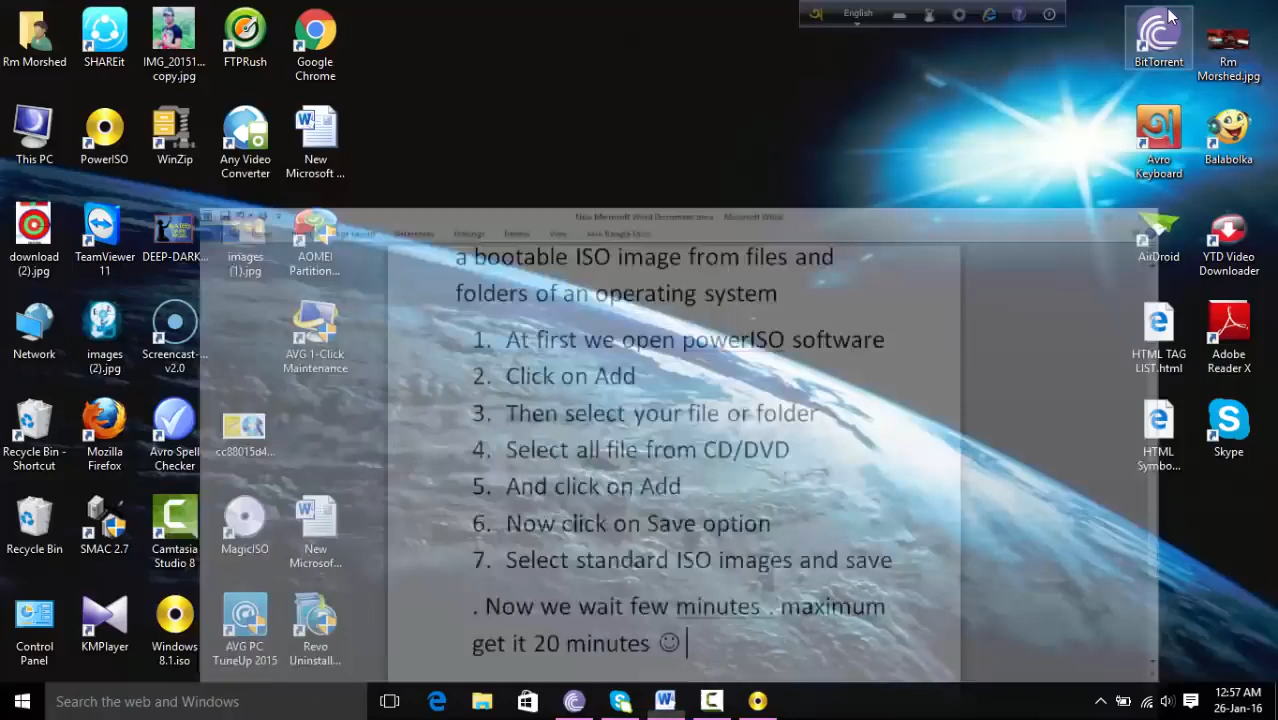 English
Rm Morshed
SHAREit
IMG_20151...
copy.jpg
FTPRush
Google
Chrome
BitTorrent
Rm
Morshed.jpg
This PC
PowerISO
WinZip
Any Video
Converter
New
Microsoft ...
Avro
Keyboard
Balabolka
download
(2).jpg
TeamViewer
11
DEEP-DARK...
images
(1).jpg
AOMEI
Partition...
AirDroid
YTD Video
Downloader
New Microsoft Word Document.docx - Microsoft Word
a bootable ISO image from files and
folders of an operating system
1. At first we open powerISO software
2. Click on Add
3. Then select your file or folder
4. Select all file from CD/DVD
5. And click on Add
6. Now click on Save option
7. Select standard ISO images and save
. Now we wait few minutes . maximum
get it 20 minutes ☺
Network
images
(2).jpg
Screencast-...
v2.0
AVG 1-Click
Maintenance
HTML TAG
LIST.html
Adobe
Reader X
Recycle Bin -
Shortcut
Mozilla
Firefox
Avro Spell
Checker
cc88015d4...
HTML
Symbo...
Skype
Recycle Bin
SMAC 2.7
Camtasia
Studio 8
MagicISO
New
Microsof...
Control
Panel
KMPlayer
Windows
8.1.iso
AVG PC
TuneUp 2015
Revo
Uninstall...
Search the web and Windows
12:57 AM
26-Jan-16